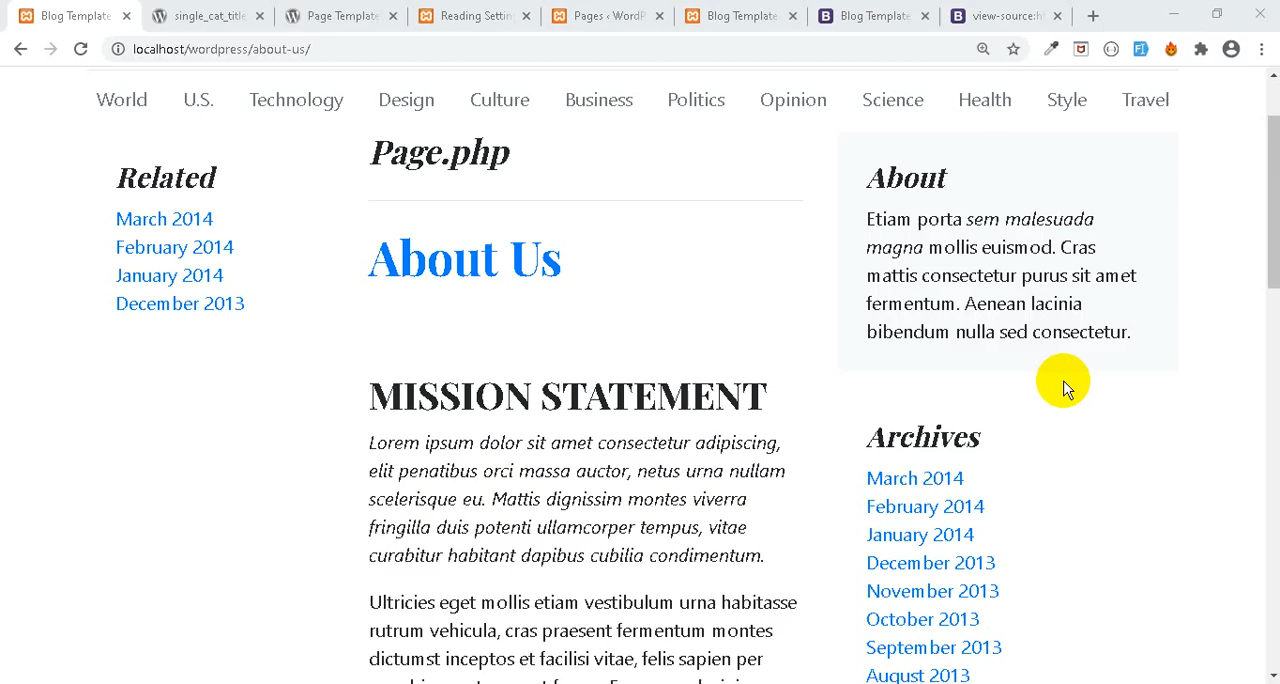 Blog Template
single_cat_title
Page Template
Reading Settin
Pages ‹ WordP
Blog Template
Blog Template
view-source:h
localhost/wordpress/about-us/
World U.S. Technology Design Culture Business Politics Opinion Science Health Style Travel
Related
March 2014
February 2014
January 2014
December 2013
Page.php
About Us
MISSION STATEMENT
Lorem ipsum dolor sit amet consectetur adipiscing,
elit penatibus orci massa auctor, netus urna nullam
scelerisque eu. Mattis dignissim montes viverra
fringilla duis potenti ullamcorper tempus, vitae
curabitur habitant dapibus cubilia condimentum.
Ultricies eget mollis etiam vestibulum urna habitasse
rutrum vehicula, cras praesent fermentum montes
dictumst inceptos et facilisi vitae, felis sapien per
About
Etiam porta sem malesuada
magna mollis euismod. Cras
mattis consectetur purus sit amet
fermentum. Aenean lacinia
bibendum nulla sed consectetur.
Archives
March 2014
February 2014
January 2014
December 2013
November 2013
October 2013
September 2013
August 2013